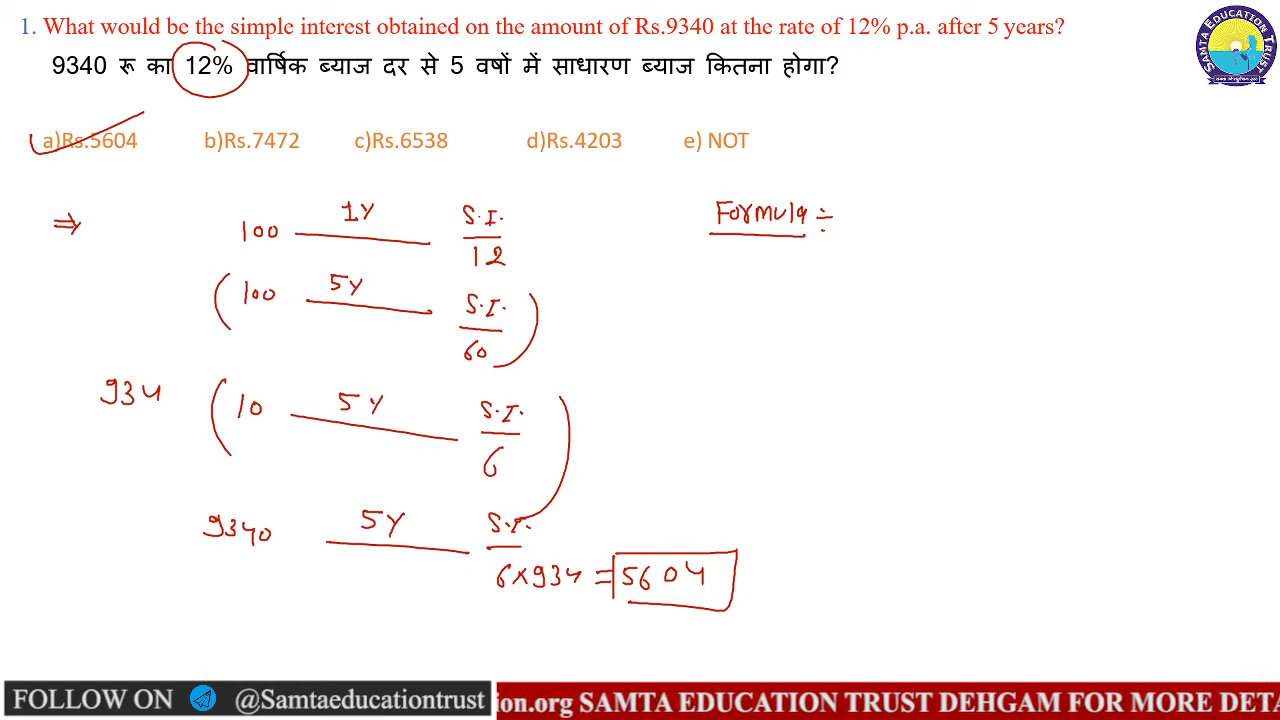 1. What would be the simple interest obtained on the amount of Rs.9340 at the rate of 12% p.a. after 5 years?
9340 रू का 12% वार्षिक ब्याज दर से 5 वर्षो में साधारण ब्याज कितना होगा?
a)Rs.5604 b)Rs.7472 c)Rs.6538 d)Rs.4203 e) NOT
⇒ 100 1Y S.I. 12
Formula ÷
100 5Y S.I. 60
934 10 5Y S.I. 6
9340 5Y S.I.
6×934 = 5604
SAMTA EDUCATION TRUST
FOLLOW ON @Samtaeducationtrust ion.org SAMTA EDUCATION TRUST DEHGAM FOR MORE DETA